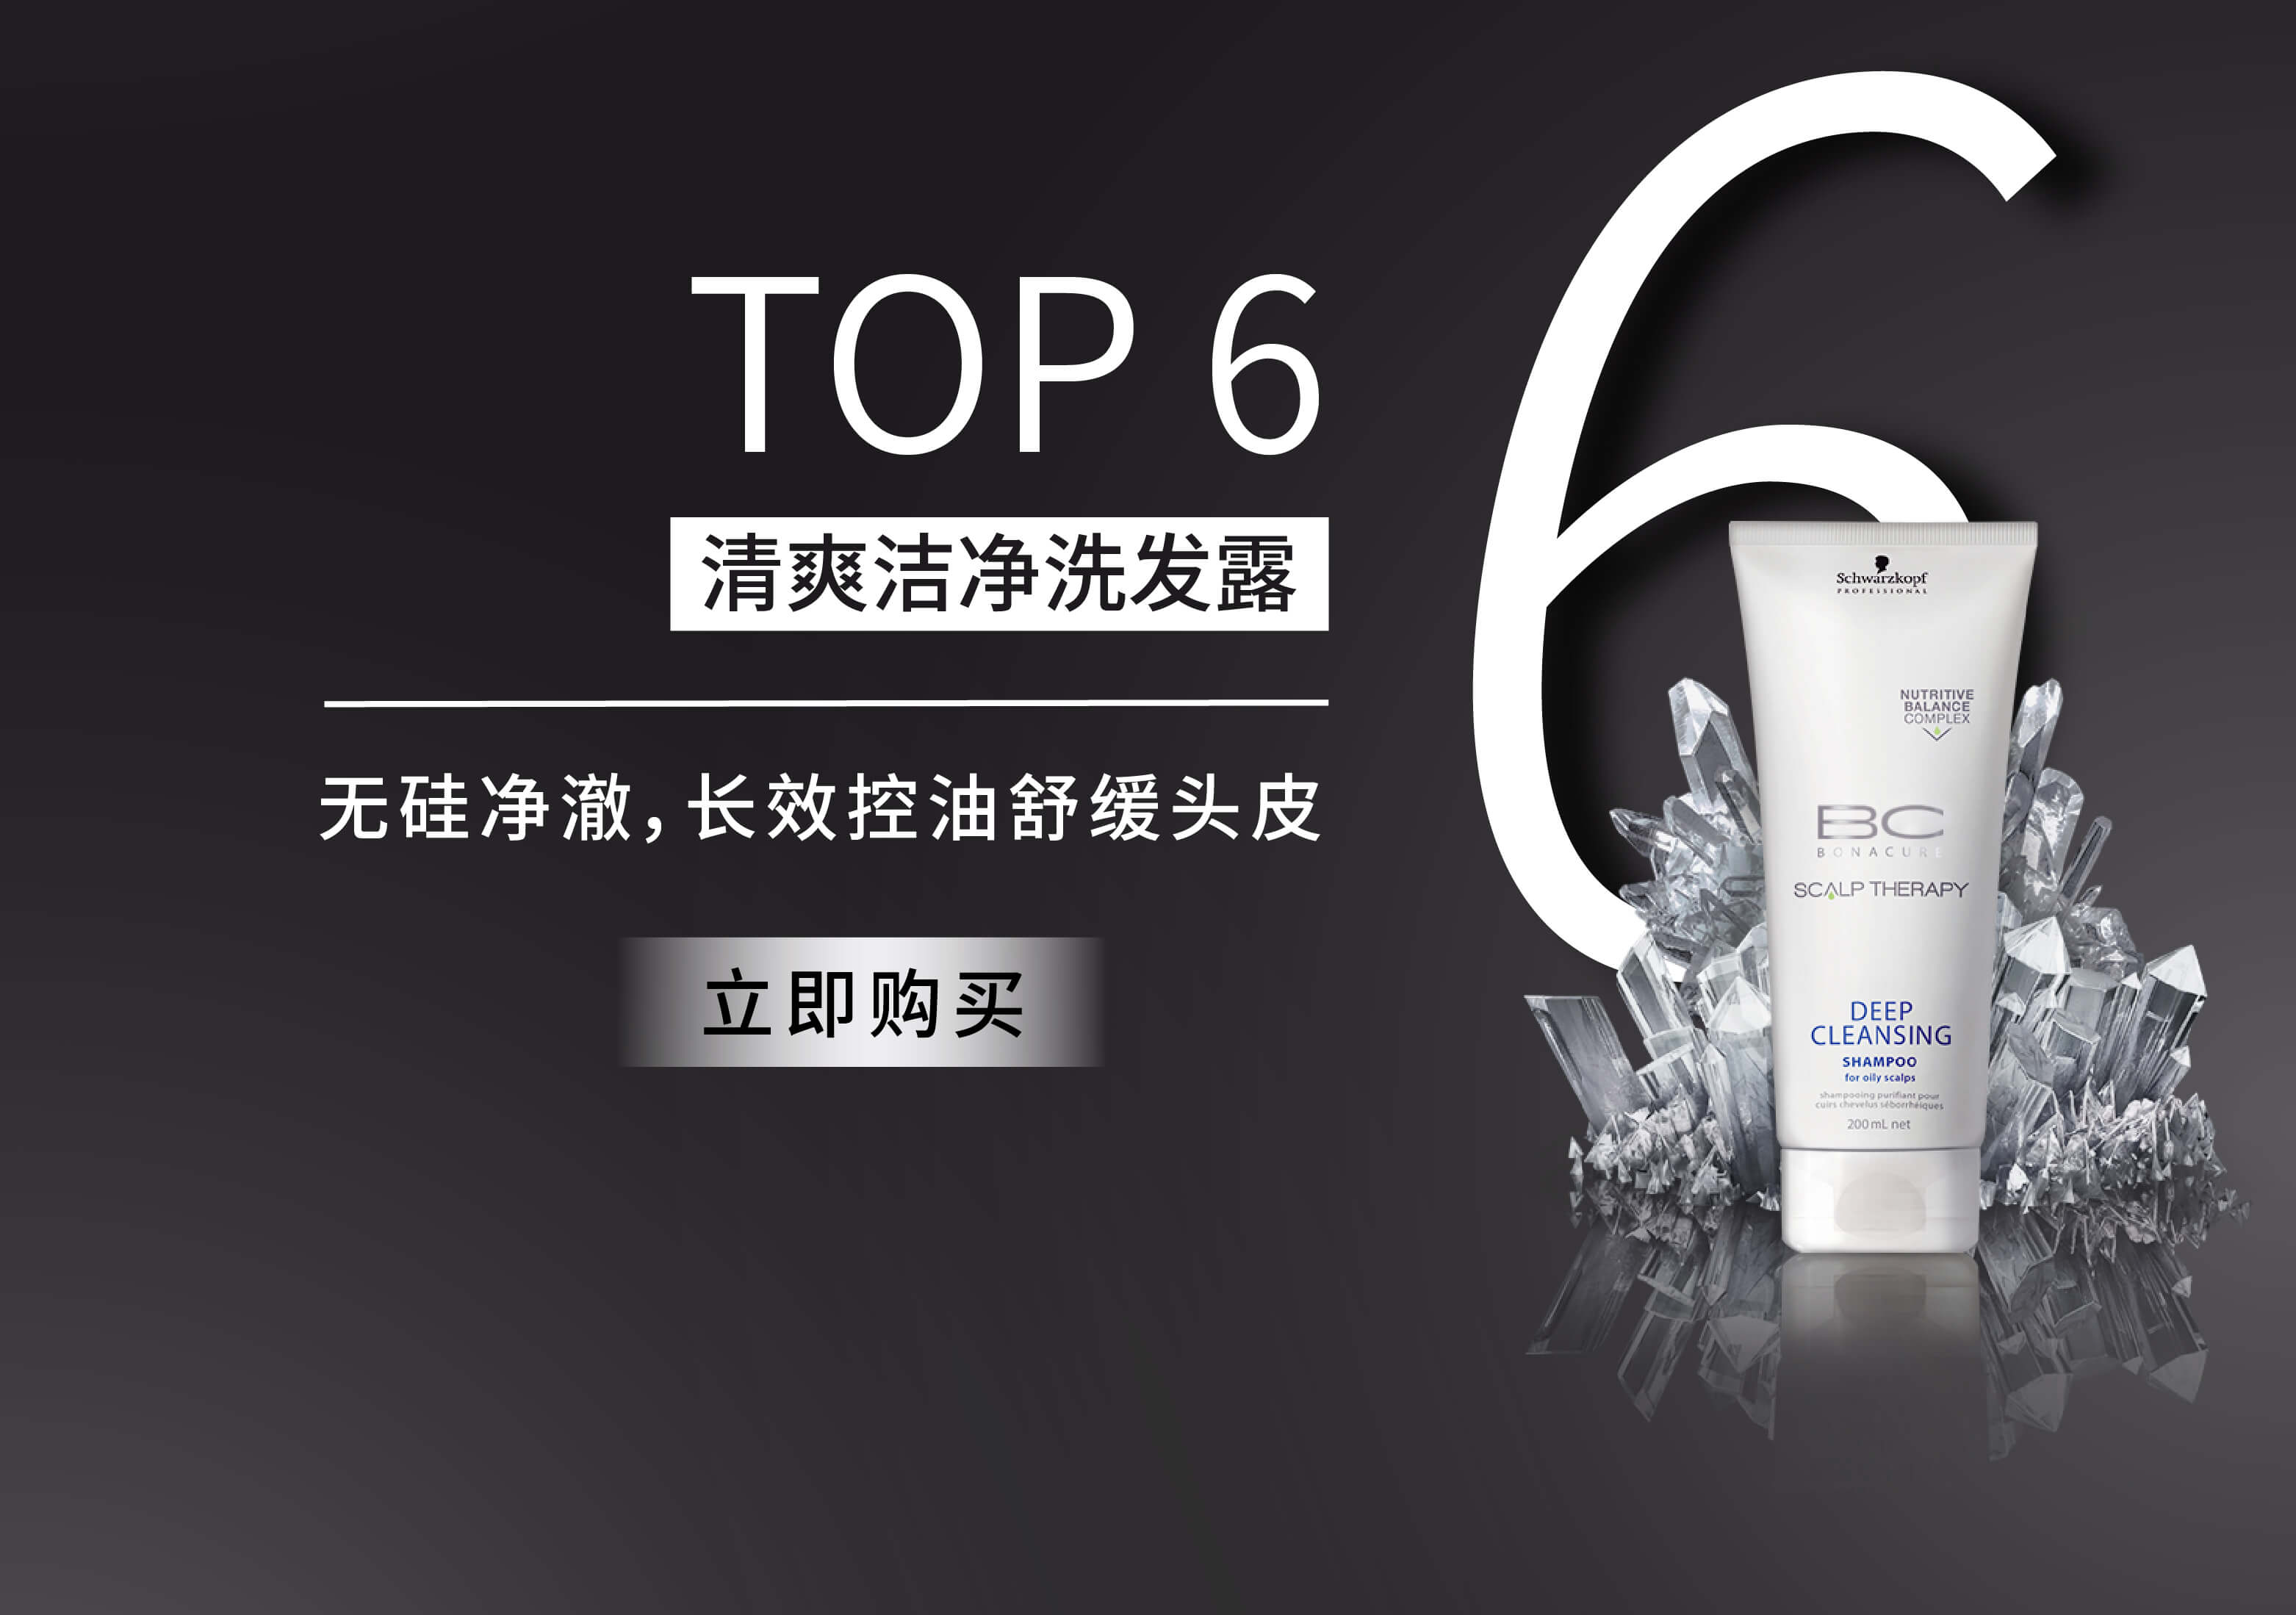 TOP 6
清爽洁净洗发露
无硅净澈,长效控油舒缓头皮
立即购买
6
Schwarzkopf
PROFESSIONAL
NUTRITIVE
BALANCE
COMPLEX
BC
BONACURE
SCALP THERAPY
DEEP
CLEANSING
SHAMPOO
for oily scalps
shampooing purifiant pour
cuirs chevelus séborrhéiques
200mL net